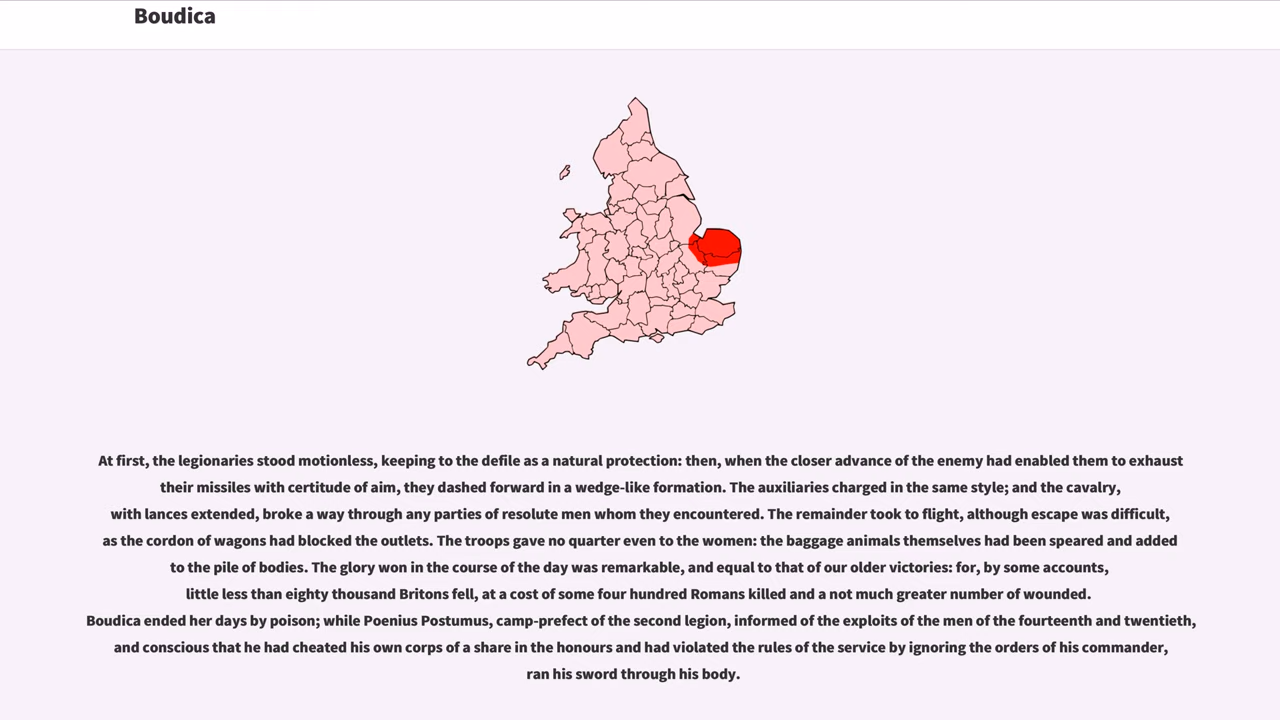 Boudica
At first, the legionaries stood motionless, keeping to the defile as a natural protection: then, when the closer advance of the enemy had enabled them to exhaust
their missiles with certitude of aim, they dashed forward in a wedge-like formation. The auxiliaries charged in the same style; and the cavalry,
with lances extended, broke a way through any parties of resolute men whom they encountered. The remainder took to flight, although escape was difficult,
as the cordon of wagons had blocked the outlets. The troops gave no quarter even to the women: the baggage animals themselves had been speared and added
to the pile of bodies. The glory won in the course of the day was remarkable, and equal to that of our older victories: for, by some accounts,
little less than eighty thousand Britons fell, at a cost of some four hundred Romans killed and a not much greater number of wounded.
Boudica ended her days by poison; while Poenius Postumus, camp-prefect of the second legion, informed of the exploits of the men of the fourteenth and twentieth,
and conscious that he had cheated his own corps of a share in the honours and had violated the rules of the service by ignoring the orders of his commander,
ran his sword through his body.